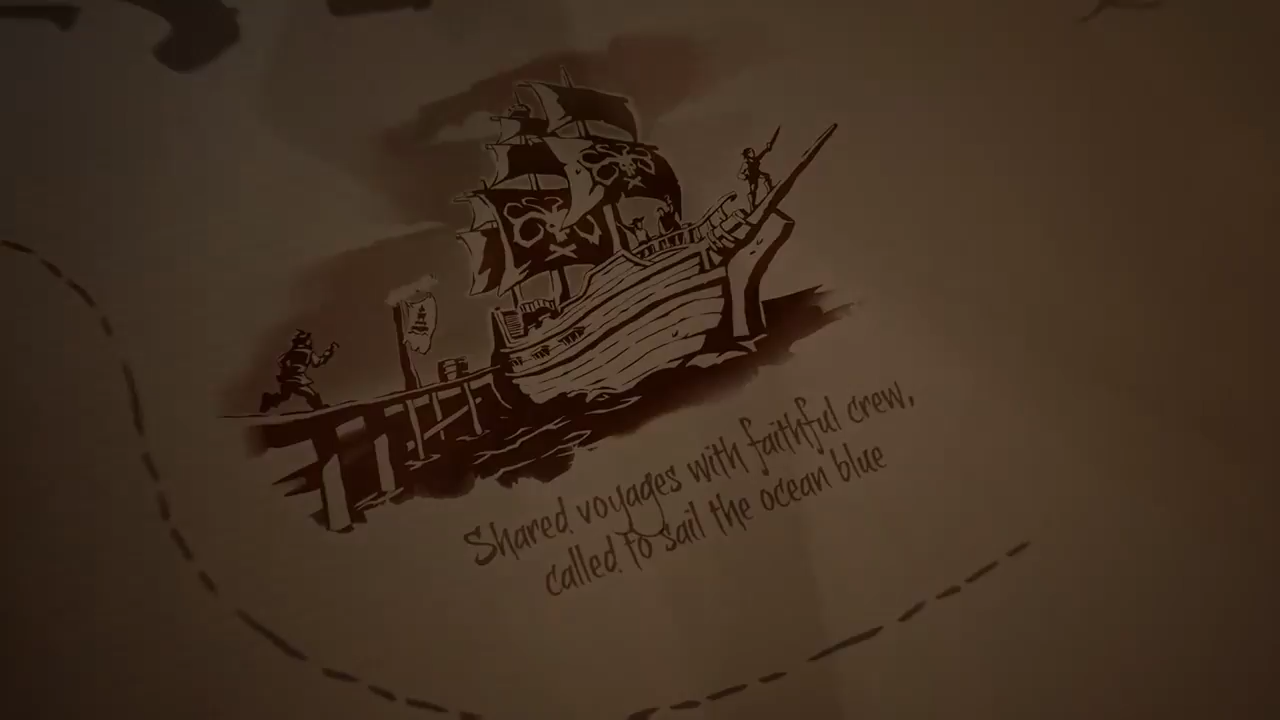 Shared voyages with faithful crew,
called to sail the ocean blue